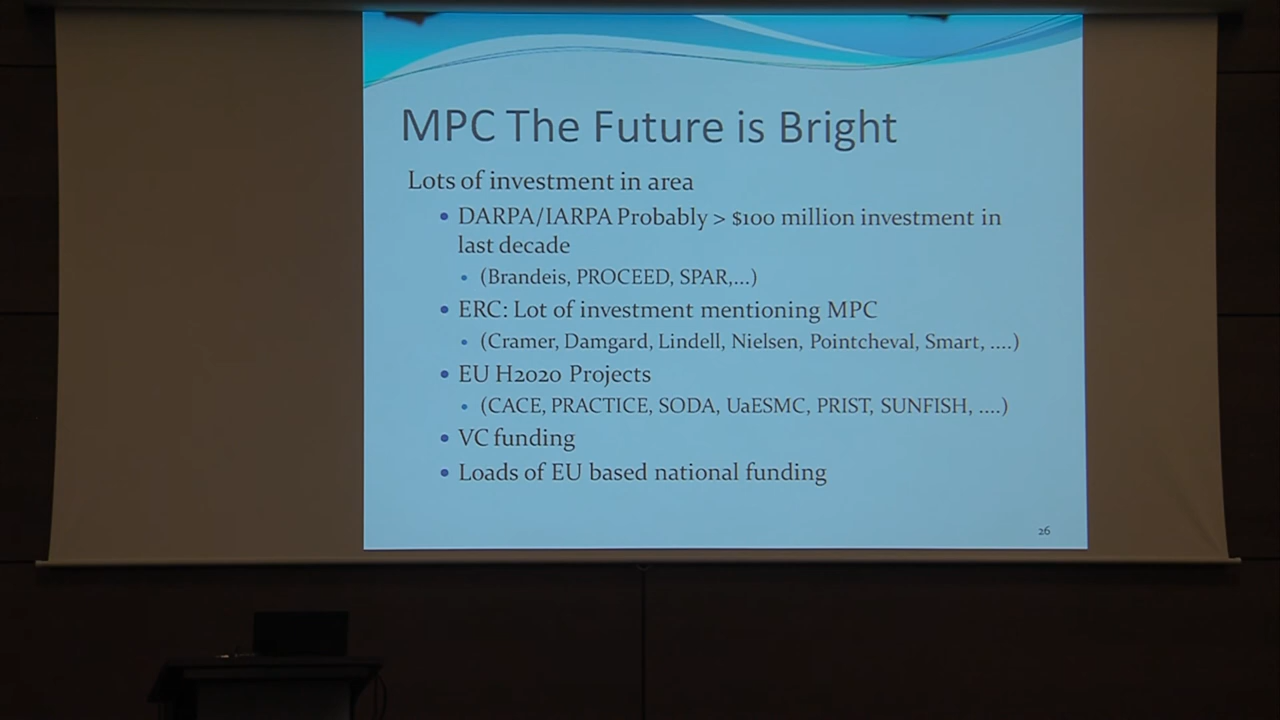 MPC The Future is Bright
Lots of investment in area
• DARPA/IARPA Probably > $100 million investment in
last decade
• (Brandeis, PROCEED, SPAR,...)
• ERC: Lot of investment mentioning MPC
• (Cramer, Damgard, Lindell, Nielsen, Pointcheval, Smart, ....)
• EU H2020 Projects
• (CACE, PRACTICE, SODA, UaESMC, PRIST, SUNFISH, ....)
• VC funding
• Loads of EU based national funding
26